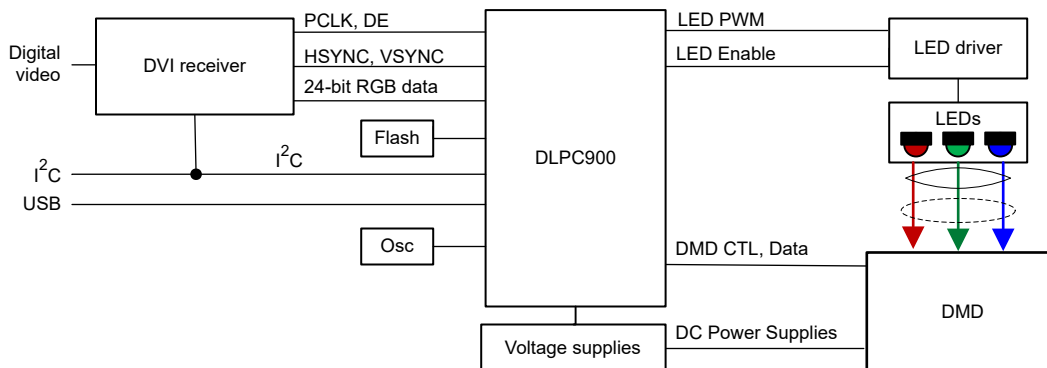 PCLK, DE
LED PWM
Digital
video
DVI receiver
HSYNC, VSYNC
LED Enable
LED driver
24-bit RGB data
LEDs
Flash
DLPC900
I²C
I²C
USB
Osc
DMD CTL, Data
DMD
Voltage supplies
DC Power Supplies